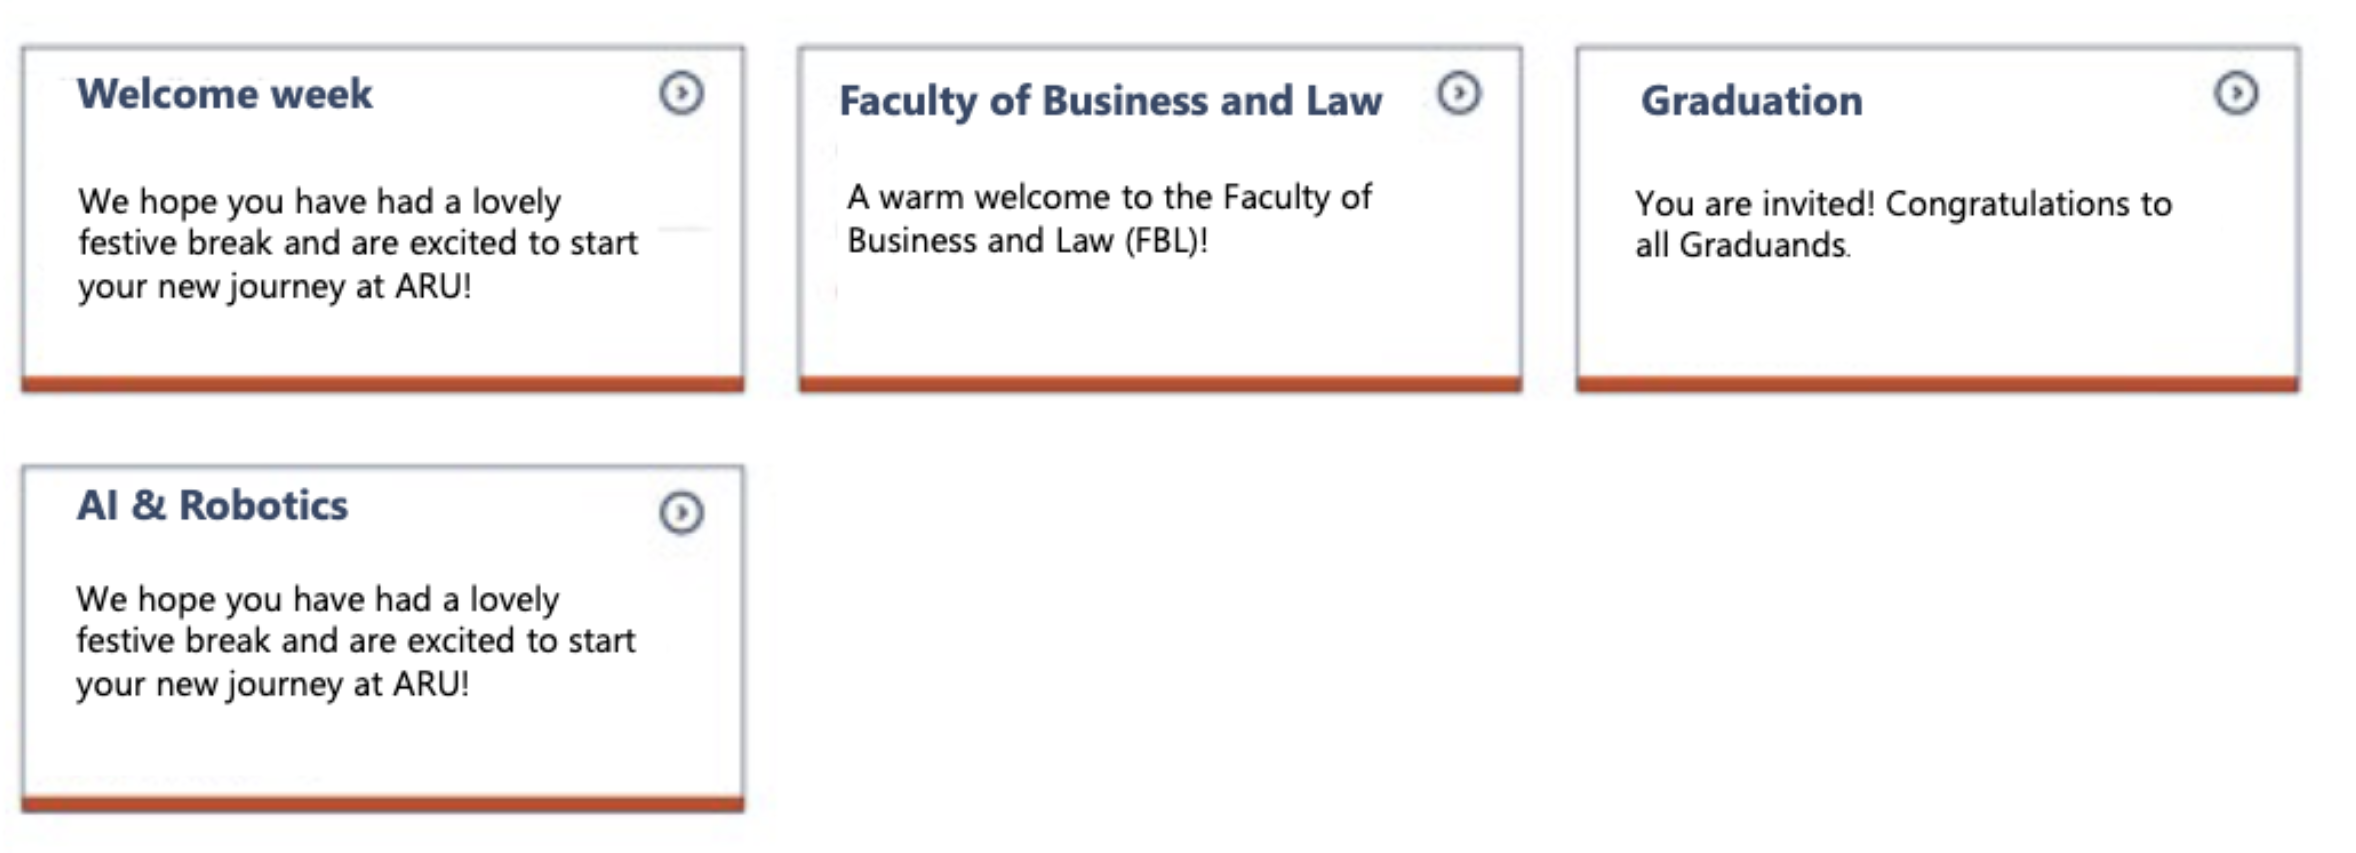 Welcome week
We hope you have had a lovely
festive break and are excited to start
your new journey at ARU!
Faculty of Business and Law
A warm welcome to the Faculty of
Business and Law (FBL)!
Graduation
You are invited! Congratulations to
all Graduands.
AI & Robotics
We hope you have had a lovely
festive break and are excited to start
your new journey at ARU!